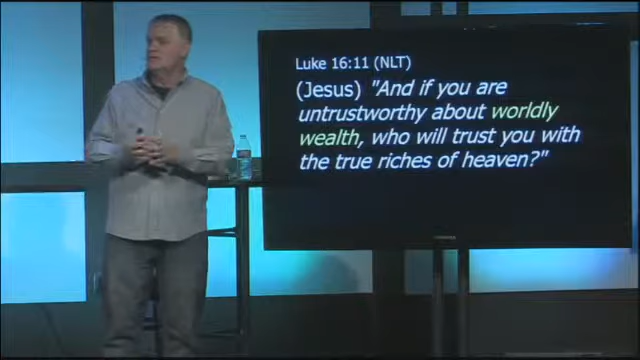 Luke 16:11 (NLT)
(Jesus) "And if you are
untrustworthy about worldly
wealth, who will trust you with
the true riches of heaven?"